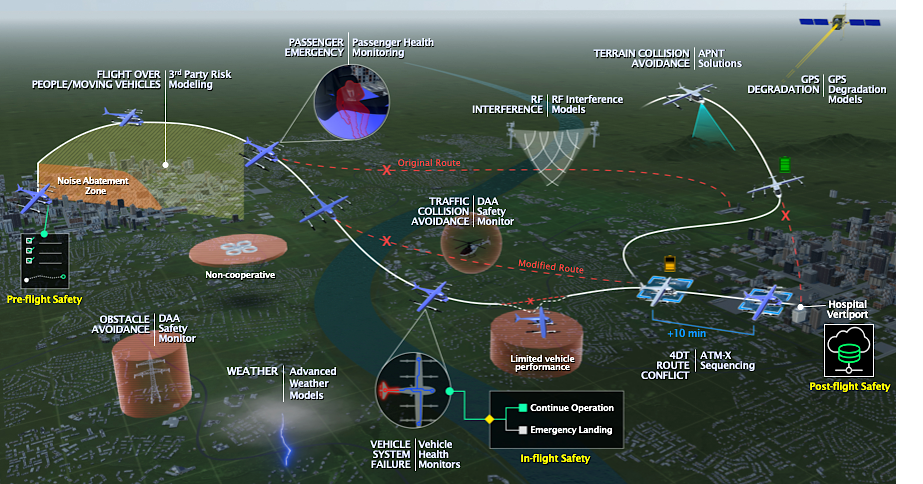 PASSENGER EMERGENCY
Passenger Health Monitoring
FLIGHT OVER PEOPLE/MOVING VEHICLES
3rd Party Risk Modeling
TERRAIN COLLISION AVOIDANCE
APNT Solutions
GPS DEGRADATION
GPS Degradation Models
RF INTERFERENCE
RF Interference Models
Original Route
Noise Abatement Zone
TRAFFIC COLLISION AVOIDANCE
DAA Safety Monitor
Non-cooperative
Modified Route
Pre-flight Safety
Hospital Vertiport
OBSTACLE AVOIDANCE
DAA Safety Monitor
+10 min
Limited vehicle performance
4DT ROUTE CONFLICT
ATM-X Sequencing
WEATHER
Advanced Weather Models
Post-flight Safety
Continue Operation
Emergency Landing
VEHICLE SYSTEM FAILURE
Vehicle Health Monitors
In-flight Safety